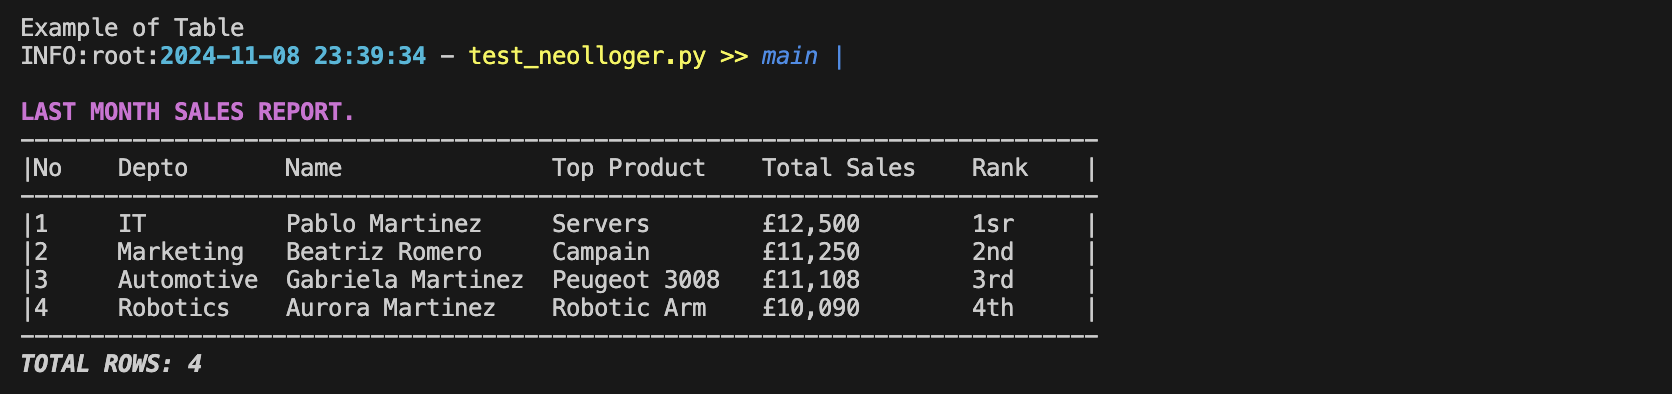 Example of Table
INFO:root:2024-11-08 23:39:34 - test_neolloger.py >> main |
LAST MONTH SALES REPORT.
|No Depto Name Top Product Total Sales Rank |
|1 IT Pablo Martinez Servers £12,500 1sr |
|2 Marketing Beatriz Romero Campain £11,250 2nd |
|3 Automotive Gabriela Martinez Peugeot 3008 £11,108 3rd |
|4 Robotics Aurora Martinez Robotic Arm £10,090 4th |
TOTAL ROWS: 4